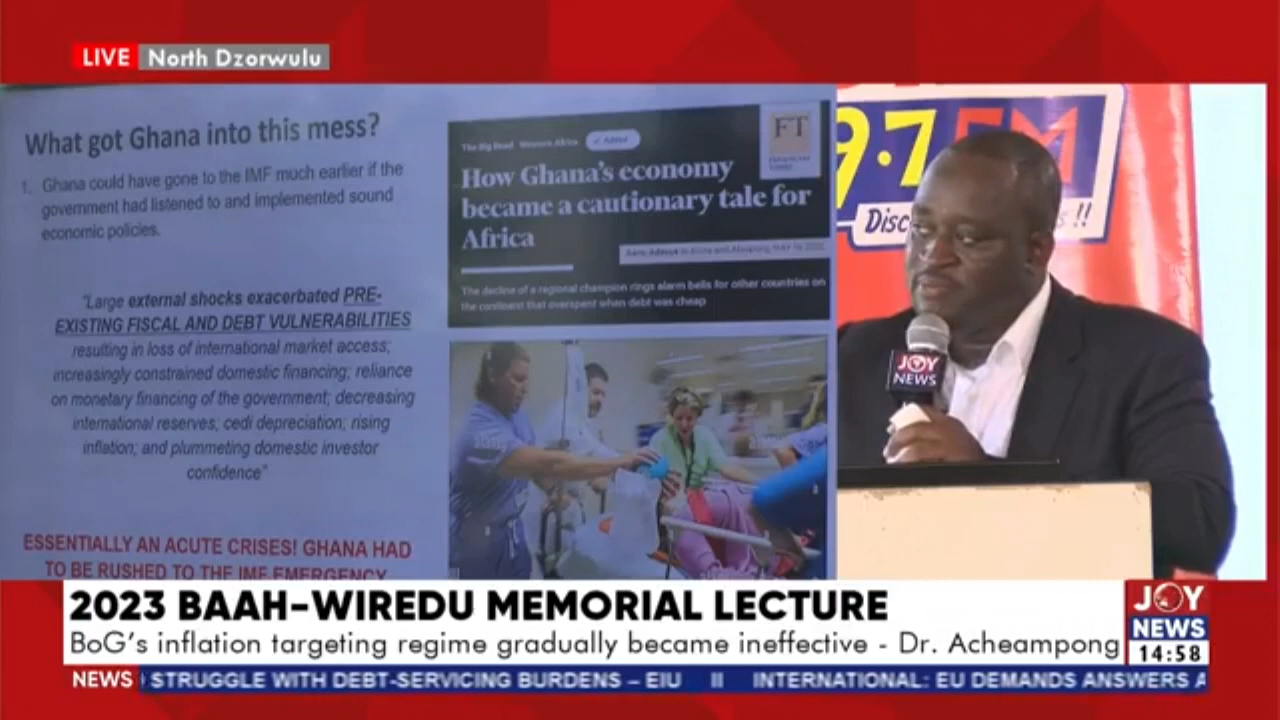 LIVE North Dzorwulu
What got Ghana into this mess?
1. Ghana could have gone to the IMF much earlier if the
government had listened to and implemented sound
economic policies.
"Large external shocks exacerbated PRE-
EXISTING FISCAL AND DEBT VULNERABILITIES
resulting in loss of international market access;
increasingly constrained domestic financing; reliance
on monetary financing of the government; decreasing
international reserves; cedi depreciation; rising
inflation; and plummeting domestic investor
confidence"
ESSENTIALLY AN ACUTE CRISES! GHANA HAD
TO BE RUSHED TO THE IMF EMERGENCY
The Big Read Western Africa
FT
FINANCIAL
TIMES
How Ghana's economy
became a cautionary tale for
Africa
The decline of a regional champion rings alarm bells for other countries on
the continent that overspent when debt was cheap
9.7 FM
!!
JOY
NEWS
2023 BAAH-WIREDU MEMORIAL LECTURE
BoG's inflation targeting regime gradually became ineffective - Dr. Acheampong
JOY
NEWS
14:58
NEWS STRUGGLE WITH DEBT-SERVICING BURDENS – EIU II INTERNATIONAL: EU DEMANDS ANSWERS A